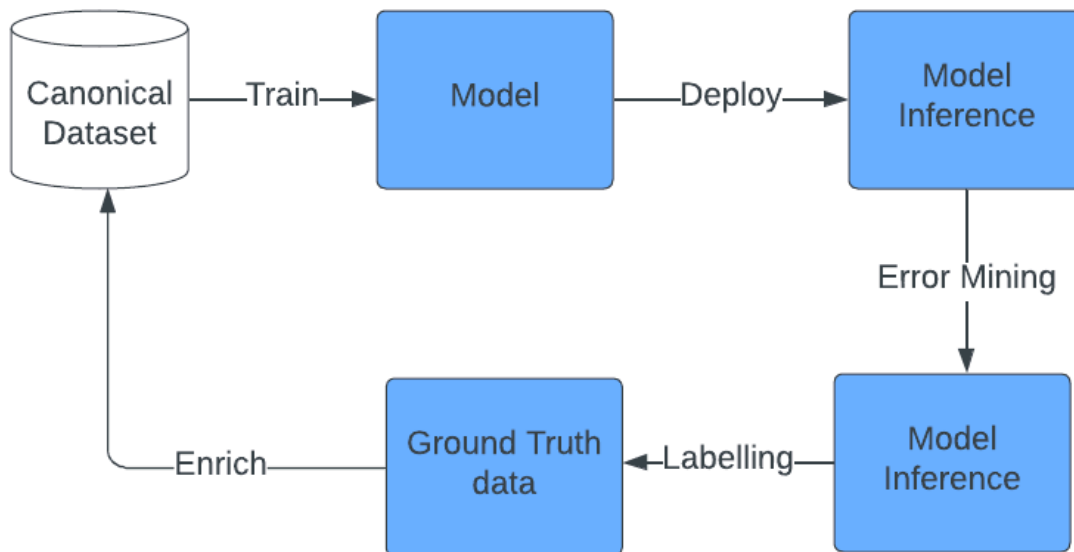 Canonical
Dataset
Train
Model
Deploy
Model
Inference
Error Mining
Model
Inference
Labelling
Ground Truth
data
Enrich